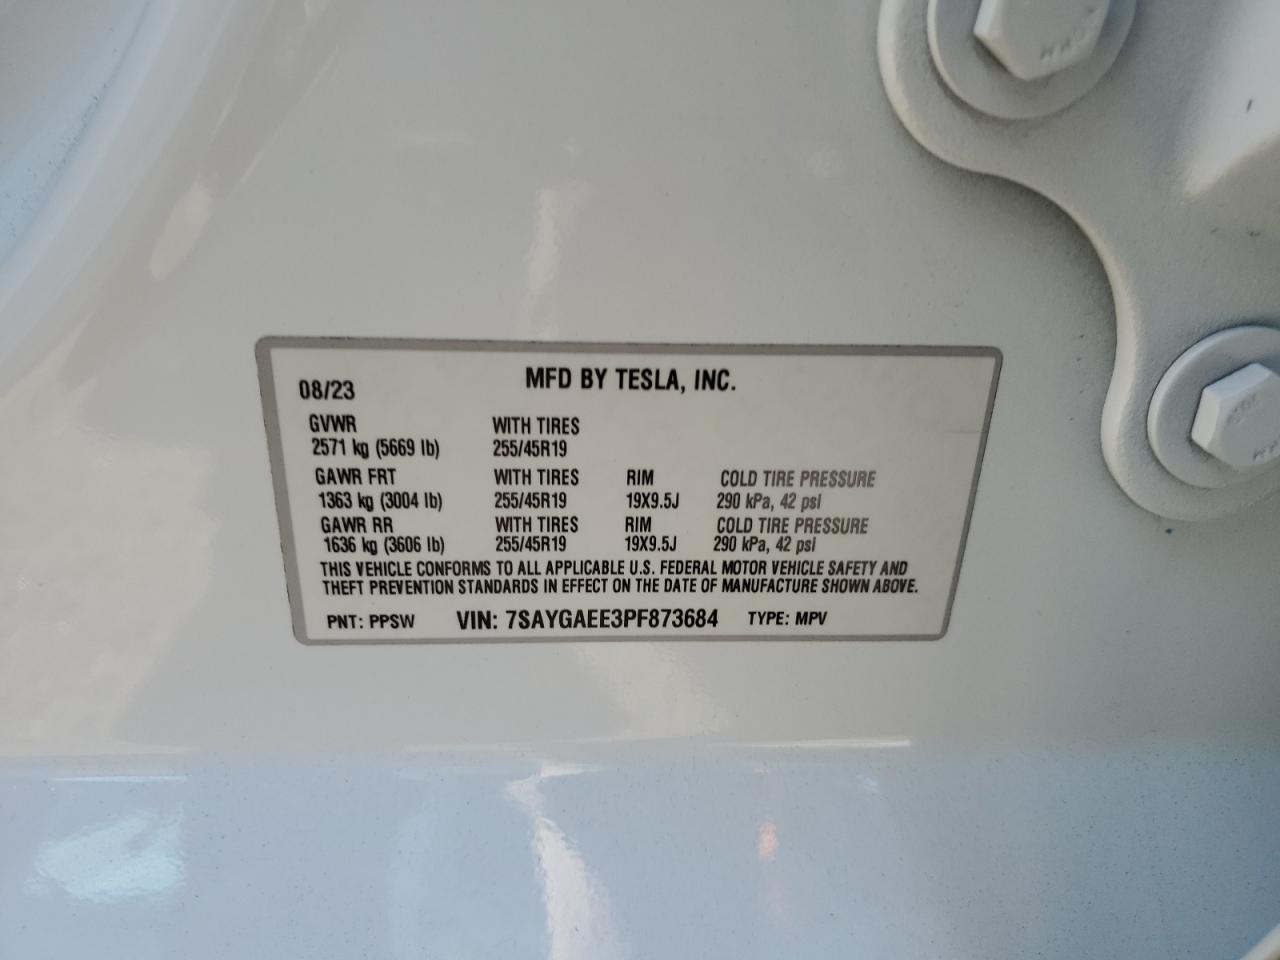 MFD BY TESLA, INC.
08/23
GVWR WITH TIRES
2571 kg (5669 lb) 255/45R19
GAWR FRT WITH TIRES RIM COLD TIRE PRESSURE
1363 kg (3004 lb) 255/45R19 19X9.5J 290 kPa, 42 psi
GAWR RR WITH TIRES RIM COLD TIRE PRESSURE
1636 kg (3606 lb) 255/45R19 19X9.5J 290 kPa, 42 psi
THIS VEHICLE CONFORMS TO ALL APPLICABLE U.S. FEDERAL MOTOR VEHICLE SAFETY AND
THEFT PREVENTION STANDARDS IN EFFECT ON THE DATE OF MANUFACTURE SHOWN ABOVE.
PNT: PPSW VIN: 7SAYGAEE3PF873684 TYPE: MPV